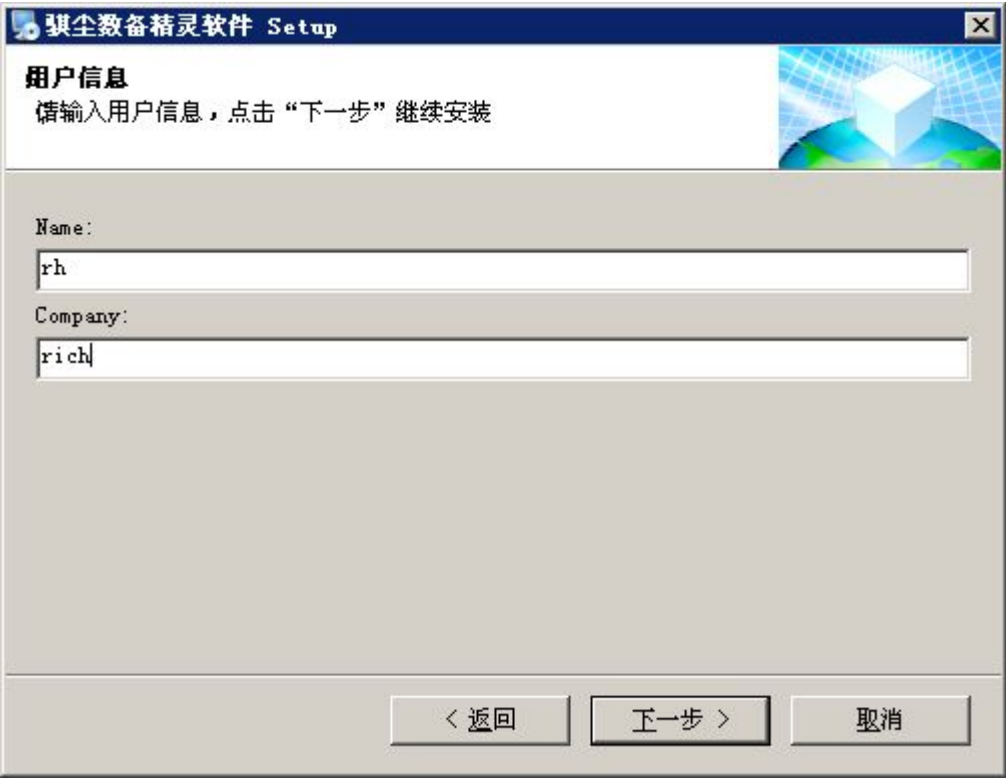 骐尘数备精灵软件 Setup
用户信息
请输入用户信息，点击“下一步”继续安装
Name:
rh
Company:
rich
< 返回
下一步 >
取消